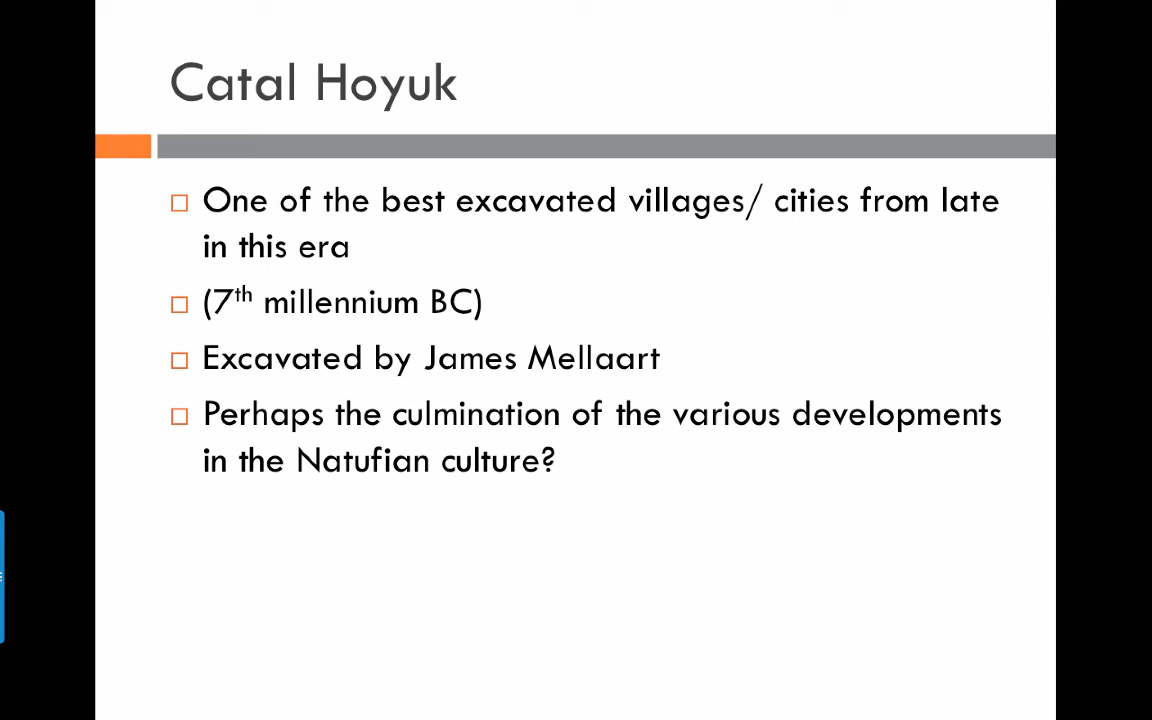 Catal Hoyuk
One of the best excavated villages/ cities from late
in this era
(7th millennium BC)
Excavated by James Mellaart
Perhaps the culmination of the various developments
in the Natufian culture?